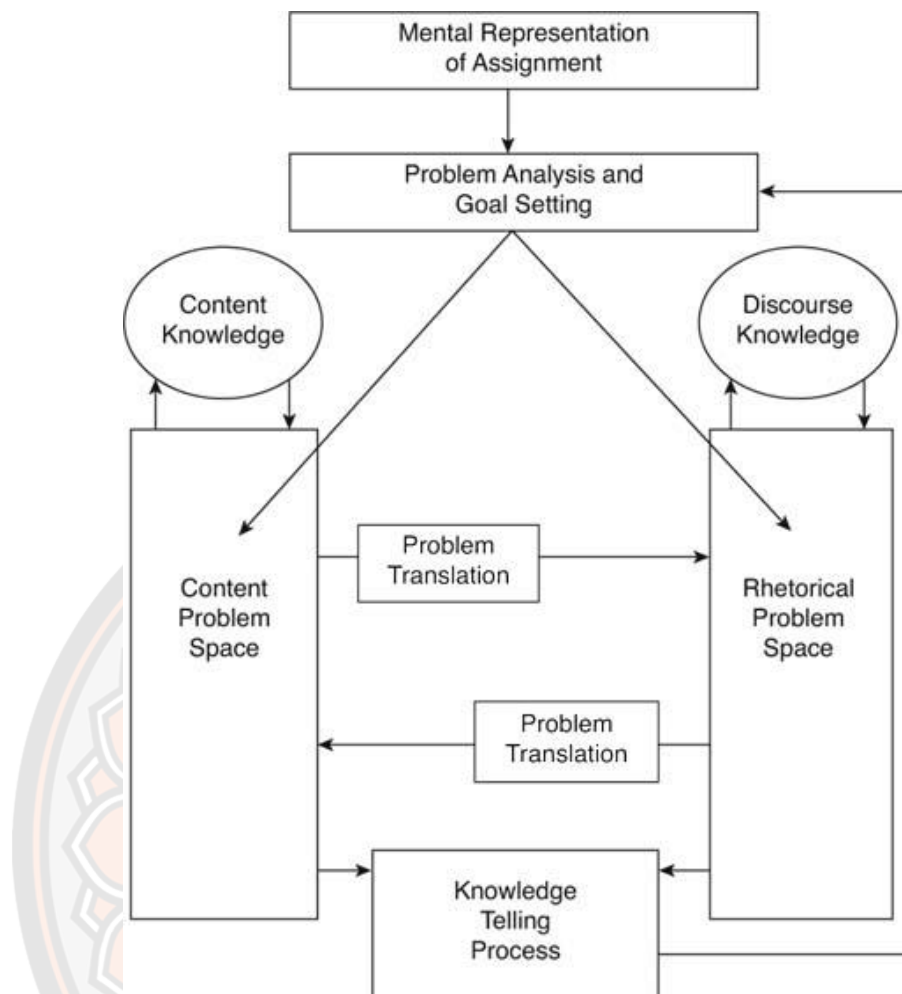 Mental Representation
of Assignment
Problem Analysis and
Goal Setting
Content
Knowledge
Discourse
Knowledge
Problem
Translation
Content
Problem
Space
Rhetorical
Problem
Space
Problem
Translation
Knowledge
Telling
Process